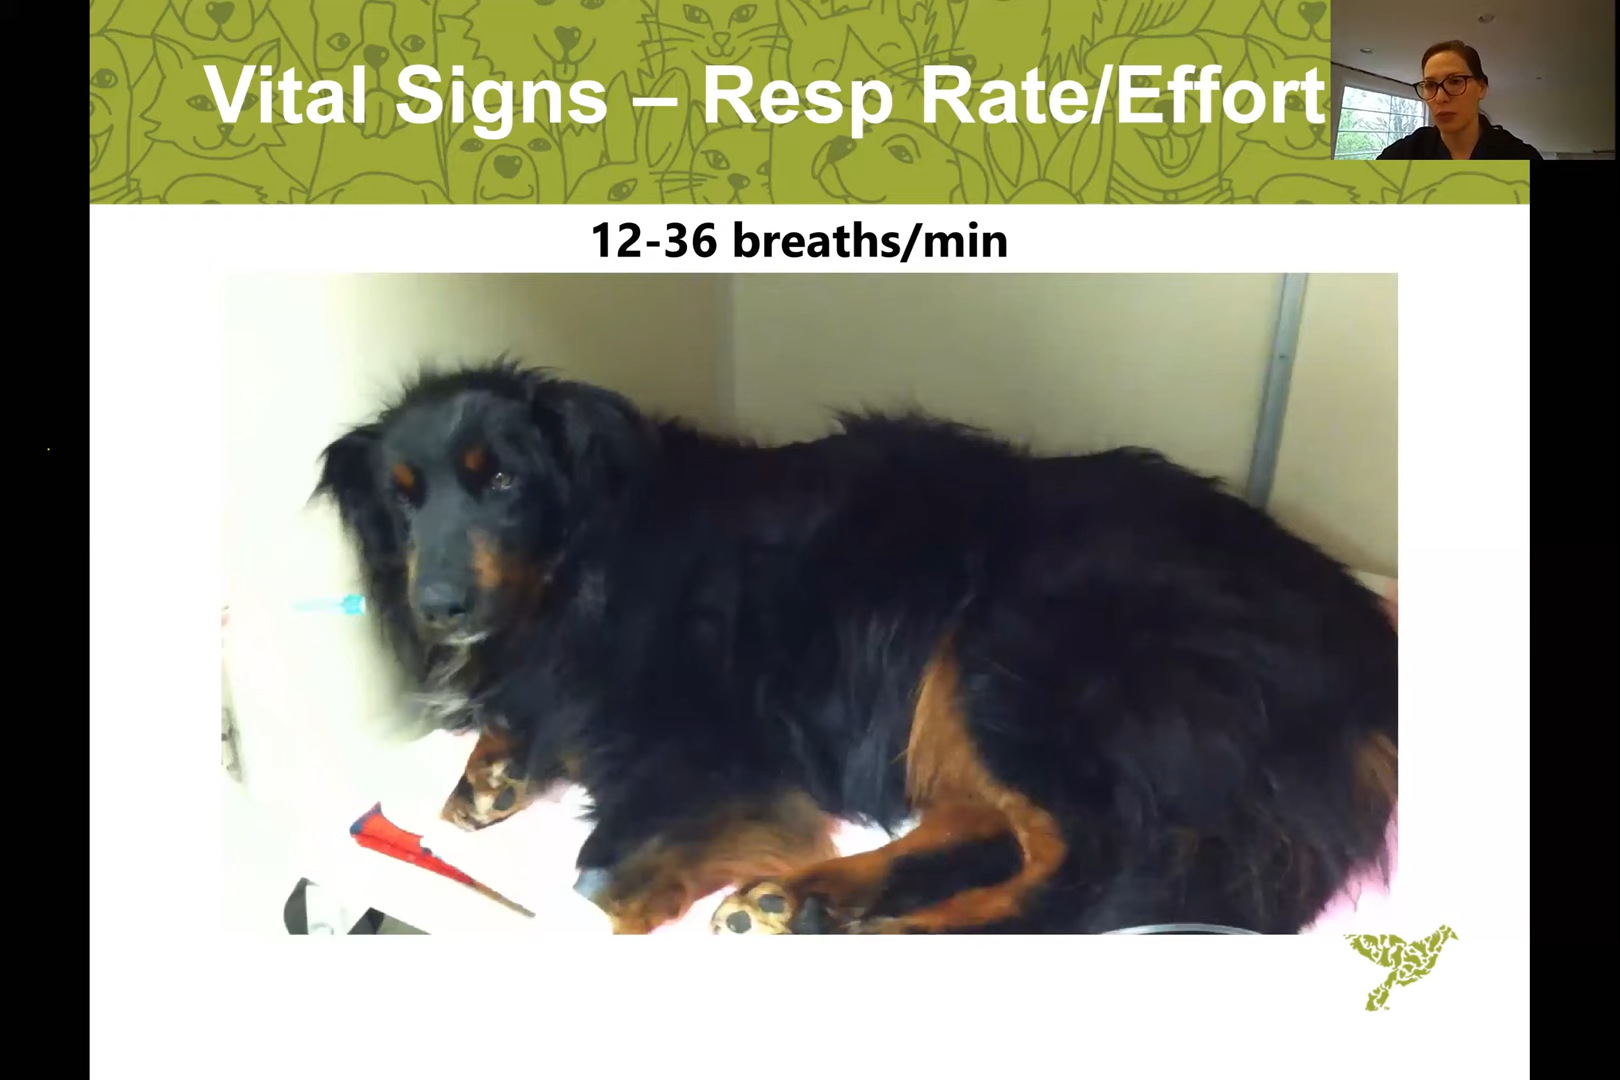 Vital Signs – Resp Rate/Effort
12-36 breaths/min